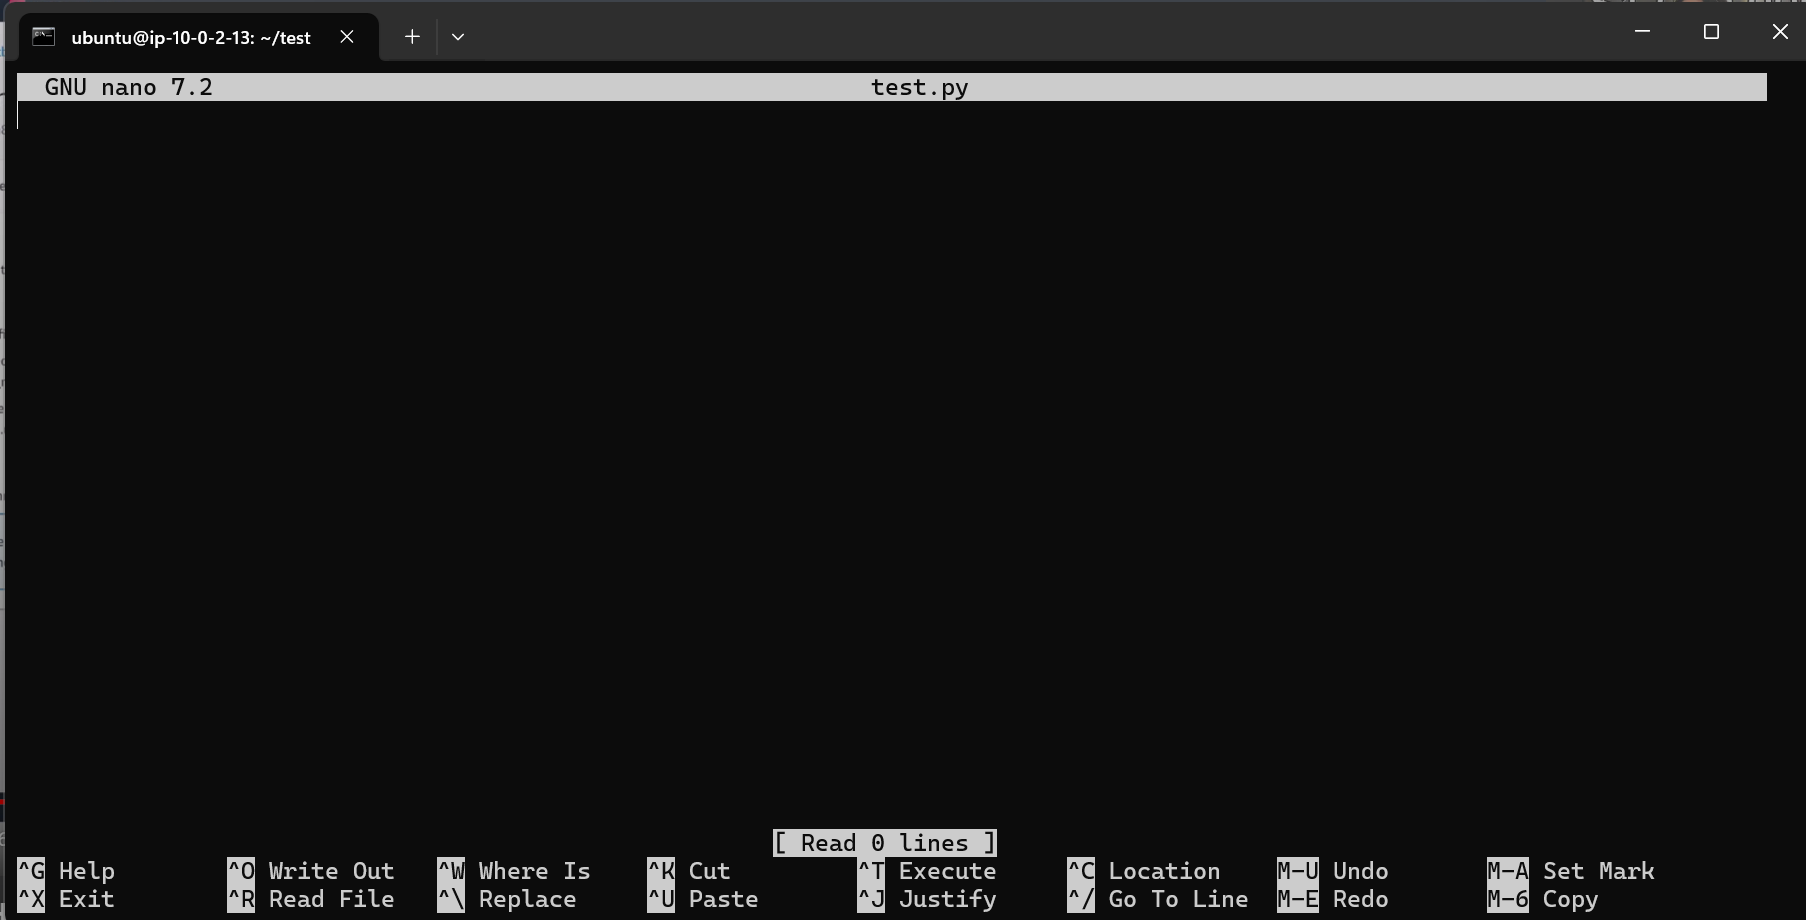 ubuntu@ip-10-0-2-13: ~/test
GNU nano 7.2 test.py
[ Read 0 lines ]
^G Help ^O Write Out ^W Where Is ^K Cut ^T Execute ^C Location M-U Undo M-A Set Mark
^X Exit ^R Read File ^\ Replace ^U Paste ^J Justify ^/ Go To Line M-E Redo M-6 Copy